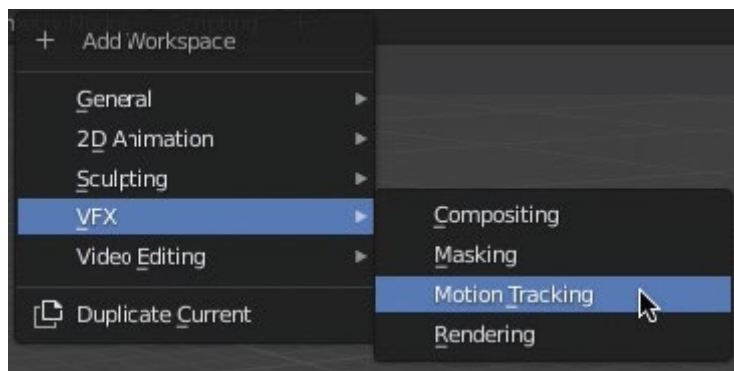 + Add Workspace
General
2D Animation
Sculpting
VFX
Video Editing
Duplicate Current
Compositing
Masking
Motion Tracking
Rendering